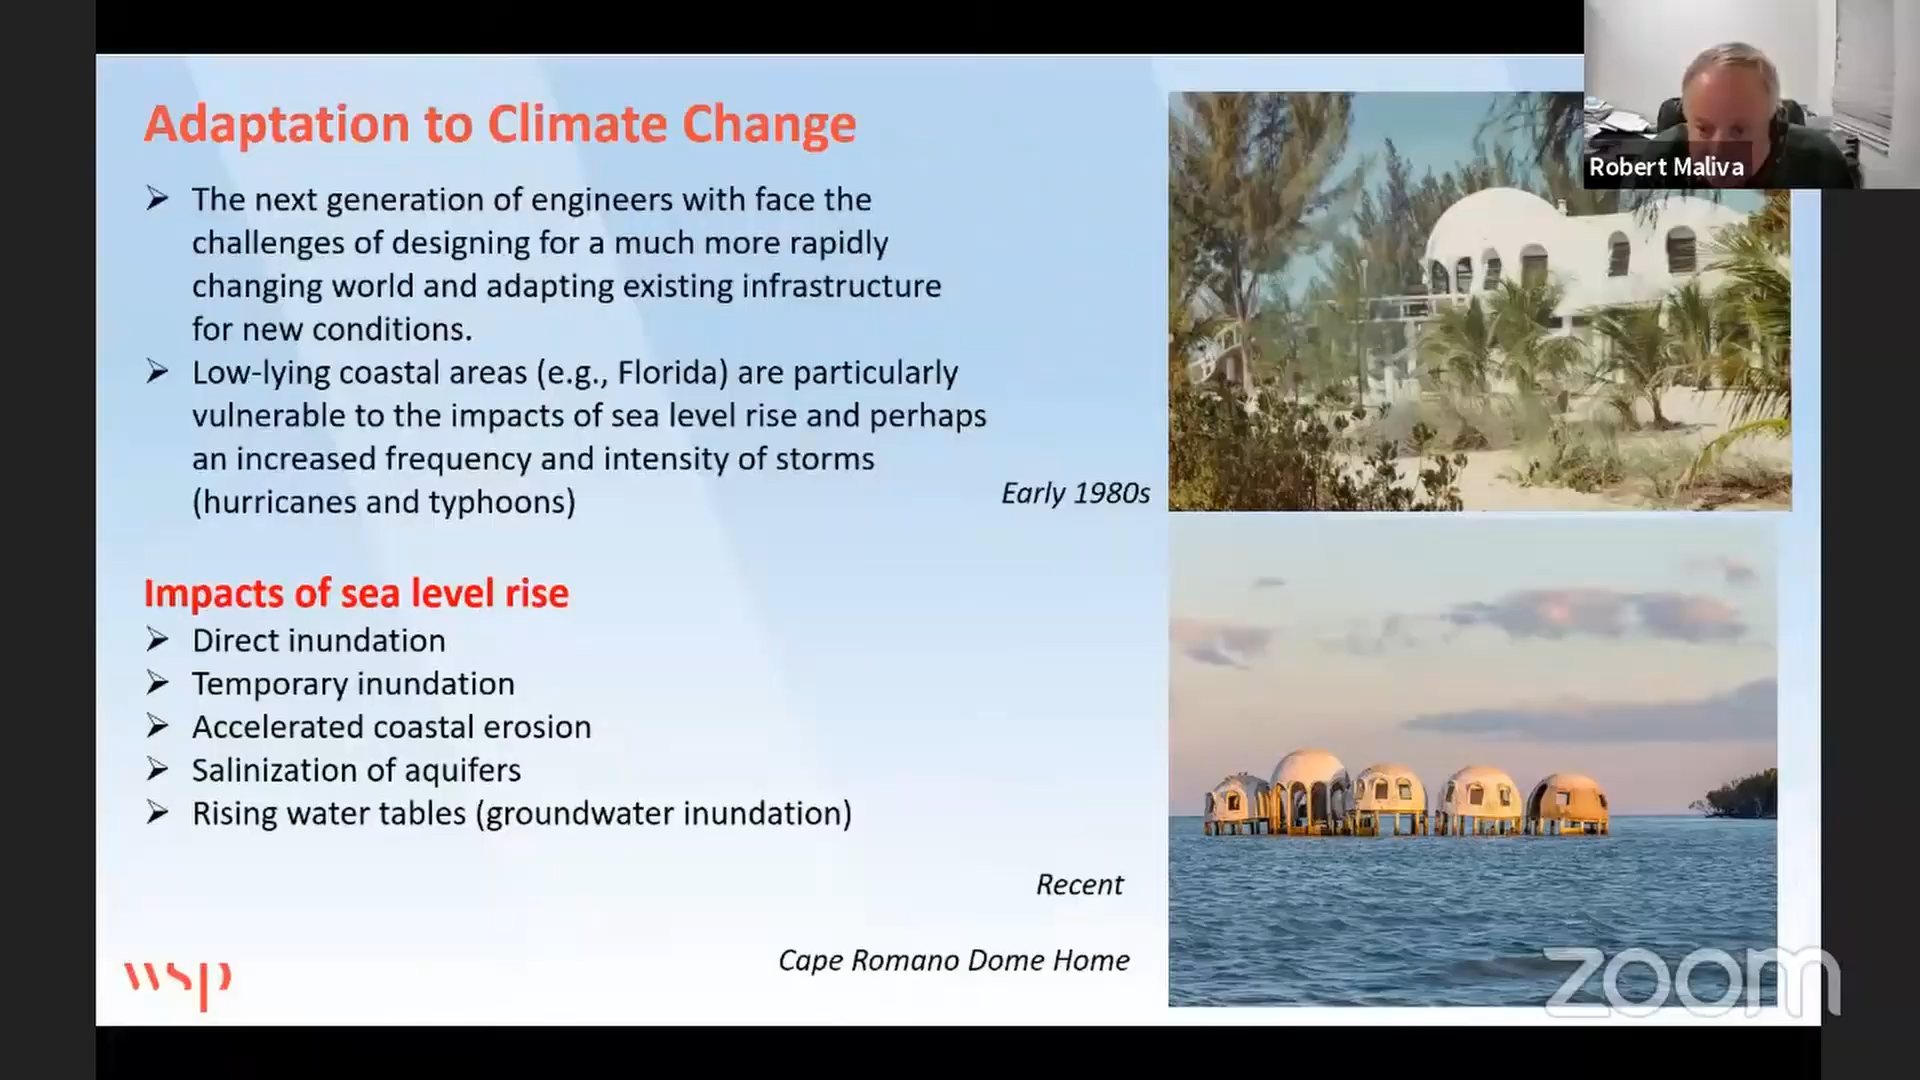 Adaptation to Climate Change
Robert Maliva
➢ The next generation of engineers with face the
challenges of designing for a much more rapidly
changing world and adapting existing infrastructure
for new conditions.
➢ Low-lying coastal areas (e.g., Florida) are particularly
vulnerable to the impacts of sea level rise and perhaps
an increased frequency and intensity of storms
(hurricanes and typhoons)
Early 1980s
Impacts of sea level rise
➢ Direct inundation
➢ Temporary inundation
➢ Accelerated coastal erosion
➢ Salinization of aquifers
➢ Rising water tables (groundwater inundation)
Recent
Cape Romano Dome Home
wsp
zoom